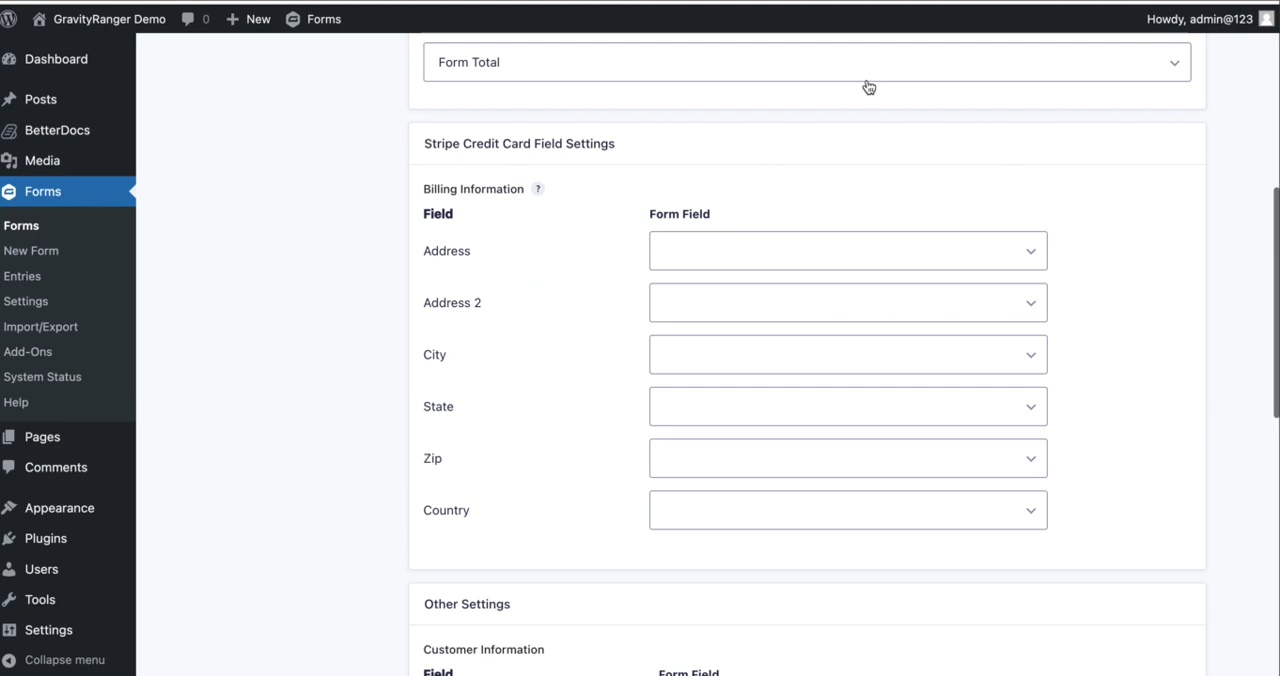 GravityRanger Demo 0 New Forms Howdy, admin@123
Dashboard
Posts
BetterDocs
Media
Forms
Forms
New Form
Entries
Settings
Import/Export
Add-Ons
System Status
Help
Pages
Comments
Appearance
Plugins
Users
Tools
Settings
Collapse menu
Form Total
Stripe Credit Card Field Settings
Billing Information ?
Field Form Field
Address
Address 2
City
State
Zip
Country
Other Settings
Customer Information
Field Form Field